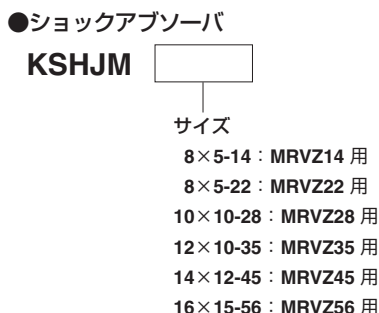 ●ショックアブソーバ
KSHJM
サイズ
8×5-14：MRVZ14 用
8×5-22：MRVZ22 用
10×10-28：MRVZ28 用
12×10-35：MRVZ35 用
14×12-45：MRVZ45 用
16×15-56：MRVZ56 用